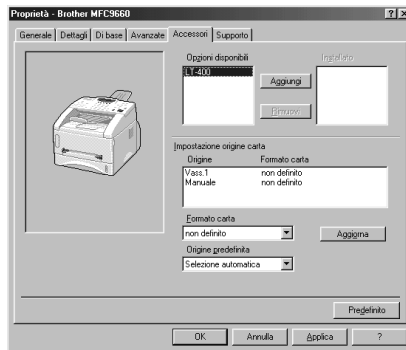 Proprietà - Brother MFC9660
Generale Dettagli Di base Avanzate Accessori Supporto
Opzioni disponibili
Installato
LT-400
Aggiungi
Rimuovi
Impostazione origine carta
Origine Formato carta
Vass.1 non definito
Manuale non definito
Formato carta
non definito
Aggiorna
Origine predefinita
Selezione automatica
Predefinito
OK Annulla Applica ?